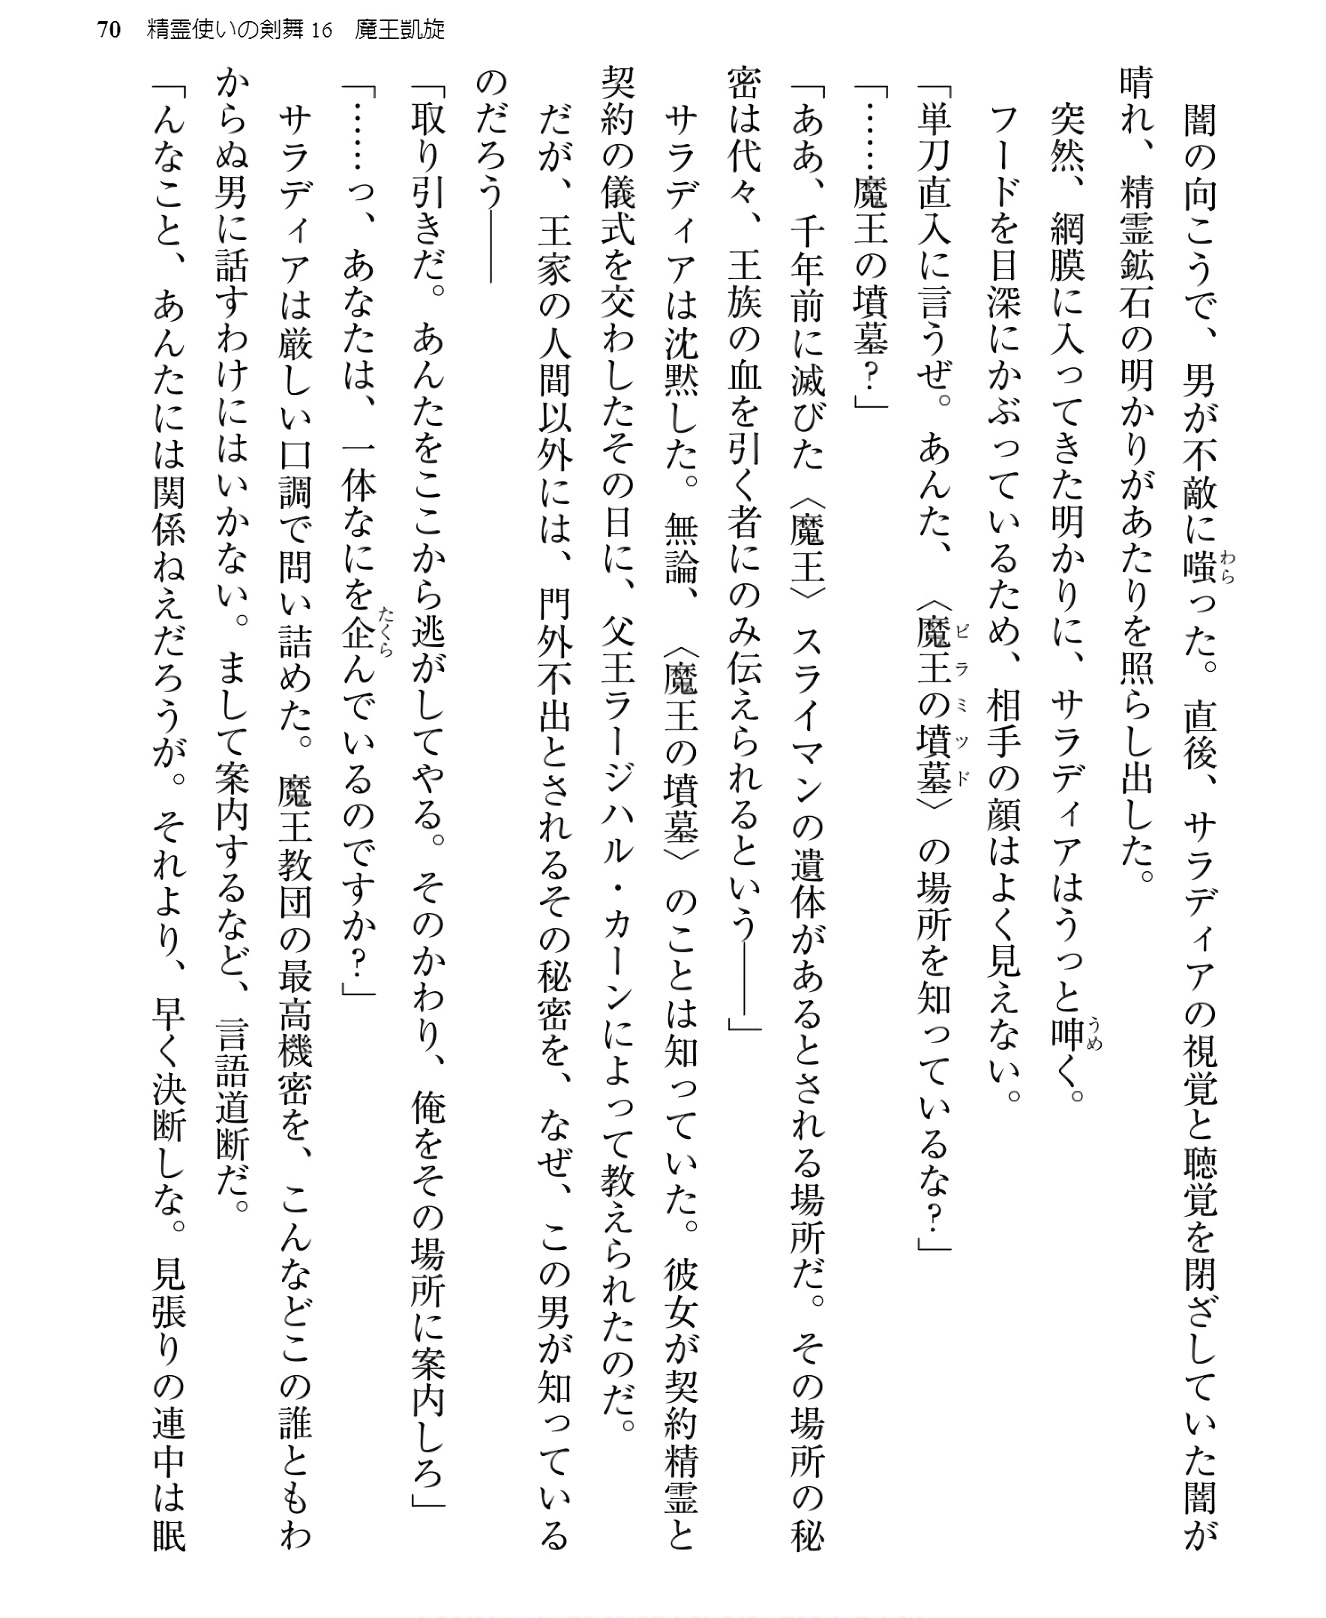 70 精霊使いの剣舞16 魔王凱旋
闇の向こうで、男が不敵に嗤った。直後、サラディアの視覚と聴覚を閉ざしていた闇が
晴れ、精霊鉱石の明かりがあたりを照らし出した。
突然、網膜に入ってきた明かりに、サラディアはうっと呻く。
フードを目深にかぶっているため、相手の顔はよく見えない。
「単刀直入に言うぜ。あんた、〈魔王の墳墓〉の場所を知っているな?」
「……魔王の墳墓?」
「ああ、千年前に滅びた〈魔王〉スライマンの遺体があるとされる場所だ。その場所の秘
密は代々、王族の血を引く者にのみ伝えられるという――」
サラディアは沈黙した。無論、〈魔王の墳墓〉のことは知っていた。彼女が契約精霊と
契約の儀式を交わしたその日に、父王ラージハル・カーンによって教えられたのだ。
だが、王家の人間以外には、門外不出とされるその秘密を、なぜ、この男が知っている
のだろう――
「取り引きだ。あんたをここから逃がしてやる。そのかわり、俺をその場所に案内しろ」
「……っ、あなたは、一体なにを企んでいるのですか?」
サラディアは厳しい口調で問い詰めた。魔王教団の最高機密を、こんなどこの誰ともわ
からぬ男に話すわけにはいかない。まして案内するなど、言語道断だ。
「んなこと、あんたには関係ねえだろうが。それより、早く決断しな。見張りの連中は眠
わら
うめ
ピラミッド
たくら